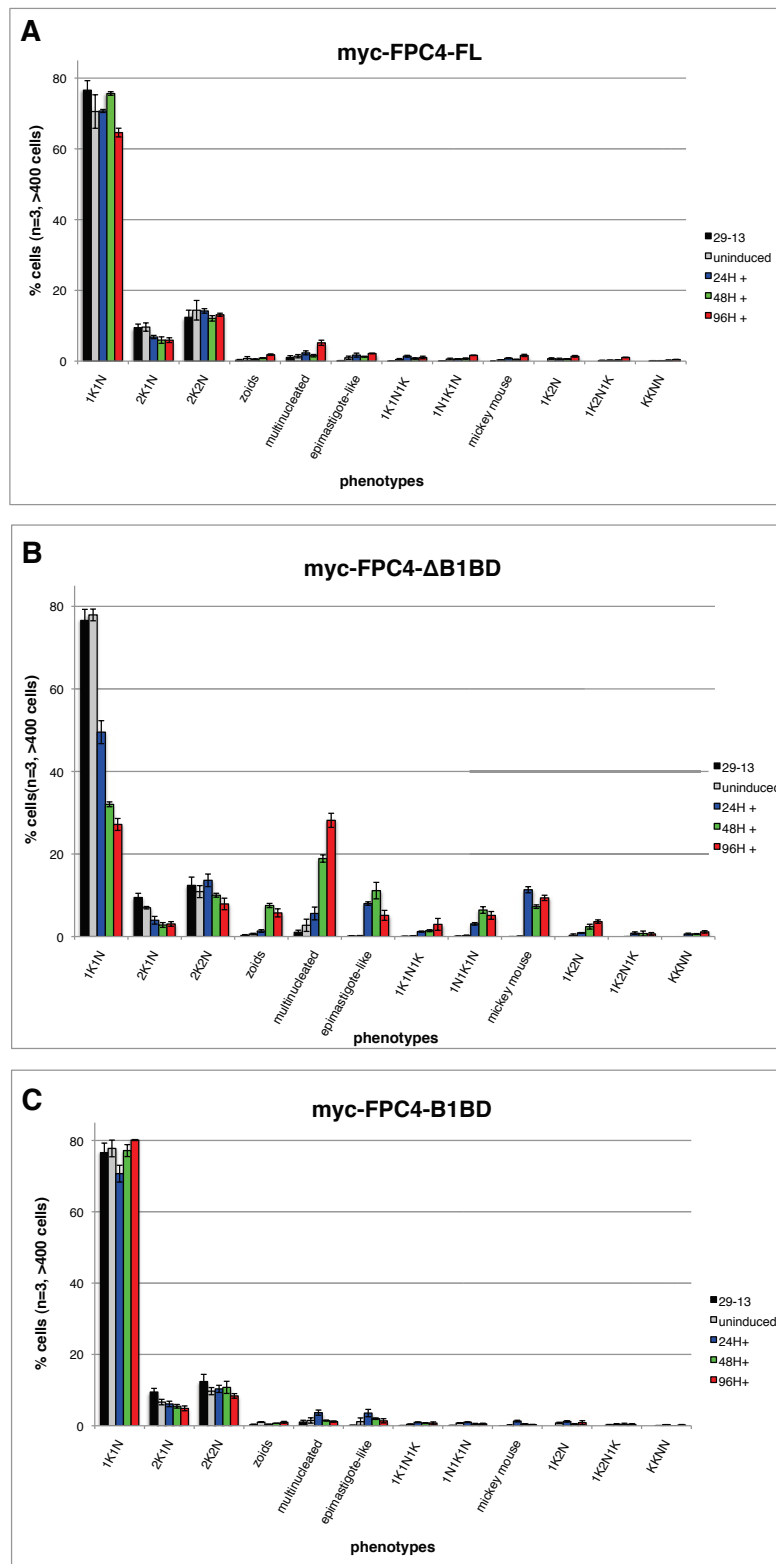 A
myc-FPC4-FL
% cells (n=3, >400 cells)
80
60
40
20
0
1K1N
2K1N
2K2N
zoids
multinucleated
epimastigote-like
1K1N1K
1N1K1N
mickey mouse
1K2N
1K2N1K
KKNN
phenotypes
29-13
uninduced
24H +
48H +
96H +
B
myc-FPC4-ΔB1BD
% cells(n=3, >400 cells)
80
60
40
20
0
1K1N
2K1N
2K2N
zoids
multinucleated
epimastigote-like
1K1N1K
1N1K1N
mickey mouse
1K2N
1K2N1K
KKNN
phenotypes
29-13
uninduced
24H +
48H +
96H +
C
myc-FPC4-B1BD
% cells (n=3, >400 cells)
80
60
40
20
0
1K1N
2K1N
2K2N
zoids
multinucleated
epimastigote-like
1K1N1K
1N1K1N
mickey mouse
1K2N
1K2N1K
KKNN
phenotypes
29-13
uninduced
24H+
48H+
96H+